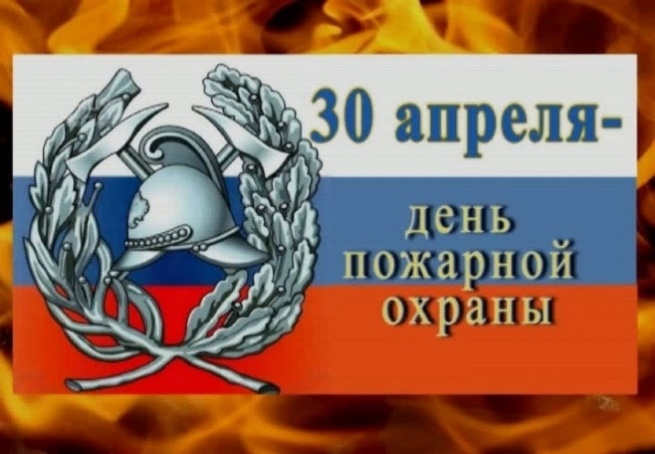 30 апреля-
день
пожарной
охраны